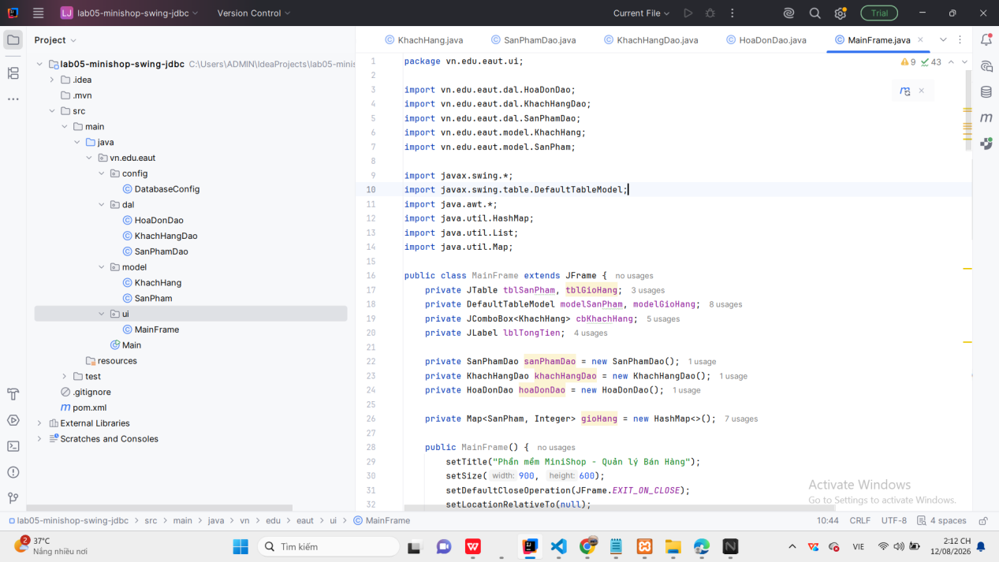 LJ lab05-minishop-swing-jdbc Version Control Current File Trial
Project
KhachHang.java SanPhamDao.java KhachHangDao.java HoaDonDao.java MainFrame.java
lab05-minishop-swing-jdbc C:\Users\ADMIN\IdeaProjects\lab05-minis
.idea
.mvn
src
main
java
vn.edu.eaut
config
DatabaseConfig
dal
HoaDonDao
KhachHangDao
SanPhamDao
model
KhachHang
SanPham
ui
MainFrame
Main
resources
test
.gitignore
pom.xml
External Libraries
Scratches and Consoles
9 43
1 package vn.edu.eaut.ui;
2
3 import vn.edu.eaut.dal.HoaDonDao;
4 import vn.edu.eaut.dal.KhachHangDao;
5 import vn.edu.eaut.dal.SanPhamDao;
6 import vn.edu.eaut.model.KhachHang;
7 import vn.edu.eaut.model.SanPham;
8
9 import javax.swing.*;
10 import javax.swing.table.DefaultTableModel;
11 import java.awt.*;
12 import java.util.HashMap;
13 import java.util.List;
14 import java.util.Map;
15
16 public class MainFrame extends JFrame { no usages
17 private JTable tblSanPham, tblGioHang; 3 usages
18 private DefaultTableModel modelSanPham, modelGioHang; 8 usages
19 private JComboBox<KhachHang> cbKhachHang; 5 usages
20 private JLabel lblTongTien; 4 usages
21
22 private SanPhamDao sanPhamDao = new SanPhamDao(); 1 usage
23 private KhachHangDao khachHangDao = new KhachHangDao(); 1 usage
24 private HoaDonDao hoaDonDao = new HoaDonDao(); 1 usage
25
26 private Map<SanPham, Integer> gioHang = new HashMap<>(); 7 usages
27
28 public MainFrame() { no usages
29 setTitle("Phần mềm MiniShop - Quản lý Bán Hàng");
30 setSize( width: 900, height: 600);
31 setDefaultCloseOperation(JFrame.EXIT_ON_CLOSE);
32 setLocationRelativeTo(null);
Activate Windows
Go to Settings to activate Windows.
lab05-minishop-swing-jdbc > src > main > java > vn > edu > eaut > ui > MainFrame 10:44 CRLF UTF-8 4 spaces
2 37°C
Nắng nhiều nơi
Tìm kiếm
VIE
2:12 CH
12/08/2026